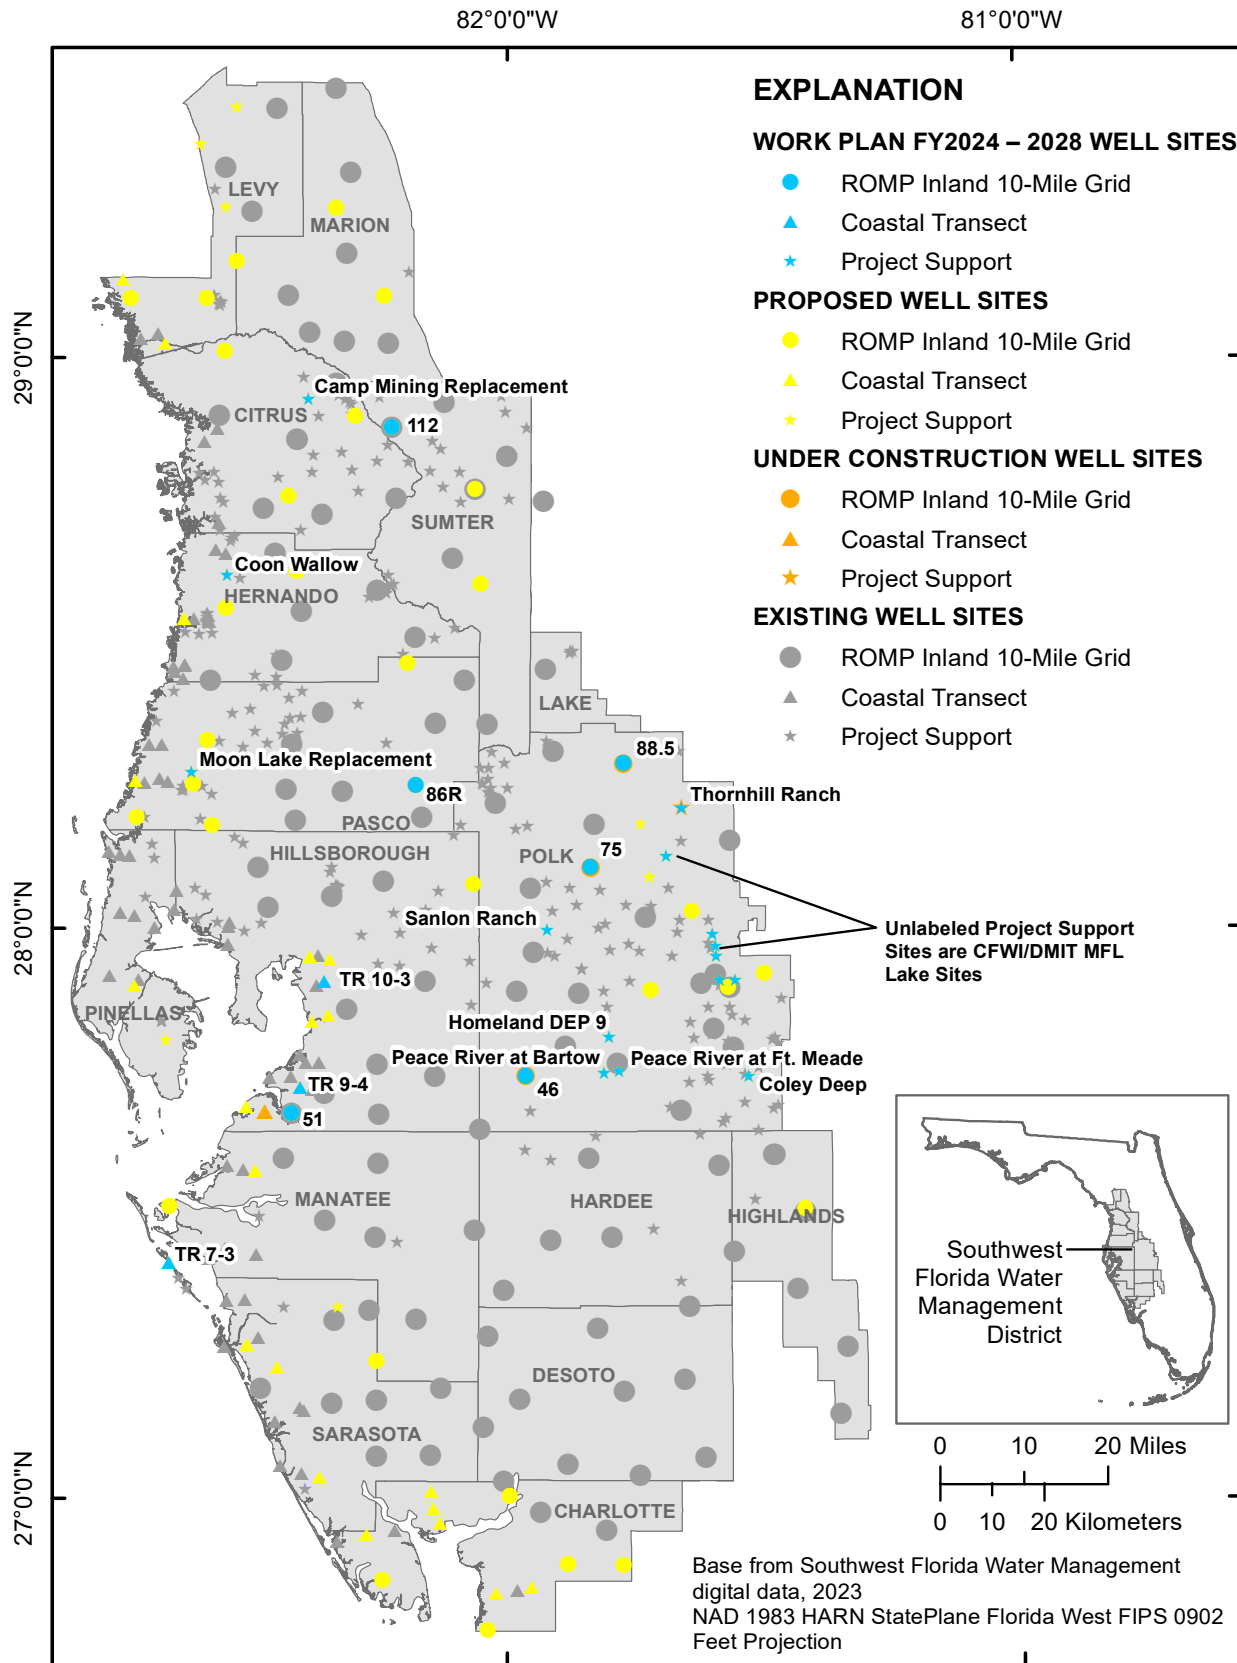 82°0'0"W
81°0'0"W
29°0'0"N
28°0'0"N
27°0'0"N
EXPLANATION
WORK PLAN FY2024 – 2028 WELL SITES
ROMP Inland 10-Mile Grid
Coastal Transect
Project Support
PROPOSED WELL SITES
ROMP Inland 10-Mile Grid
Coastal Transect
Project Support
UNDER CONSTRUCTION WELL SITES
ROMP Inland 10-Mile Grid
Coastal Transect
Project Support
EXISTING WELL SITES
ROMP Inland 10-Mile Grid
Coastal Transect
Project Support
LEVY
MARION
Camp Mining Replacement
CITRUS
112
SUMTER
Coon Wallow
HERNANDO
LAKE
88.5
Moon Lake Replacement
86R
Thornhill Ranch
PASCO
HILLSBOROUGH
POLK
75
Sanlon Ranch
Unlabeled Project Support
Sites are CFWI/DMIT MFL
Lake Sites
TR 10-3
PINELLAS
Homeland DEP 9
Peace River at Bartow
Peace River at Ft. Meade
TR 9-4
46
Coley Deep
51
MANATEE
HARDEE
HIGHLANDS
TR 7-3
DESOTO
SARASOTA
CHARLOTTE
Southwest
Florida Water
Management
District
0 10 20 Miles
0 10 20 Kilometers
Base from Southwest Florida Water Management
digital data, 2023
NAD 1983 HARN StatePlane Florida West FIPS 0902
Feet Projection